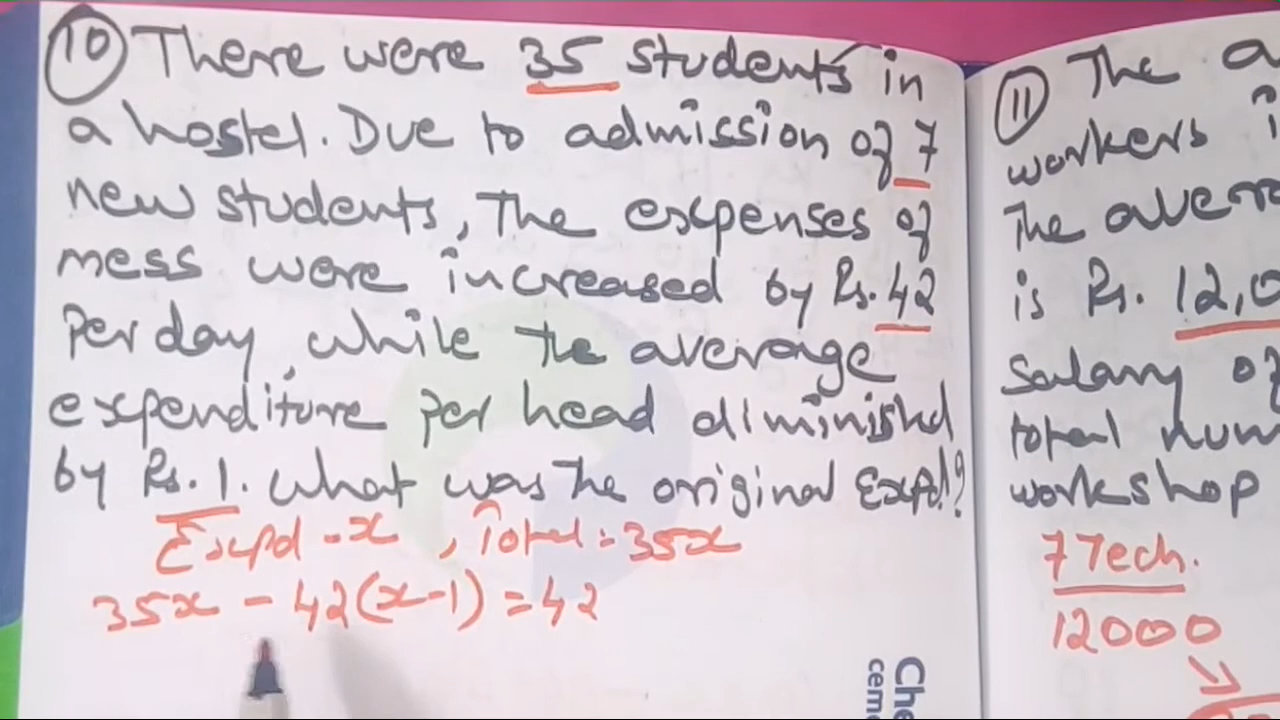 10 There were 35 students in
a hostel. Due to admission of 7
new students, The expenses of
mess were increased by Rs. 42
Per day, while the average
expenditure per head diminished
by Rs. 1. What was the original Expd?
Expd = x , Total = 35x
35x - 42(x-1) = 42
11 The a
workers i
The avera
is Rs. 12,0
Salary of
total num
workshop
7 Tech.
12000
Che
ceme